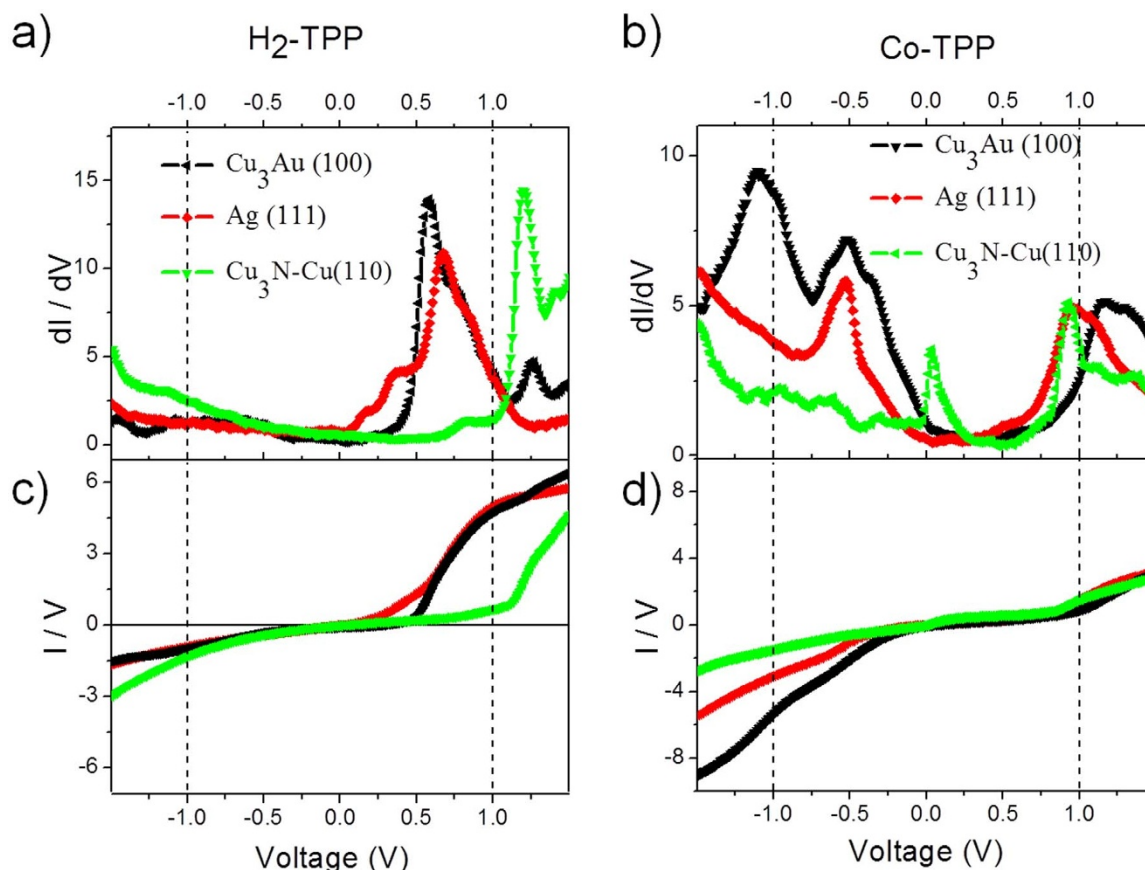 a)
H2-TPP
-1.0 -0.5 0.0 0.5 1.0
Cu3Au (100)
Ag (111)
Cu3N-Cu(110)
15
10
5
0
dI / dV
b)
Co-TPP
-1.0 -0.5 0.0 0.5 1.0
Cu3Au (100)
Ag (111)
Cu3N-Cu(110)
10
5
0
dI/dV
c)
6
3
0
-3
-6
I / V
-1.0 -0.5 0.0 0.5 1.0
Voltage (V)
d)
8
4
0
-4
-8
I / V
-1.0 -0.5 0.0 0.5 1.0
Voltage (V)